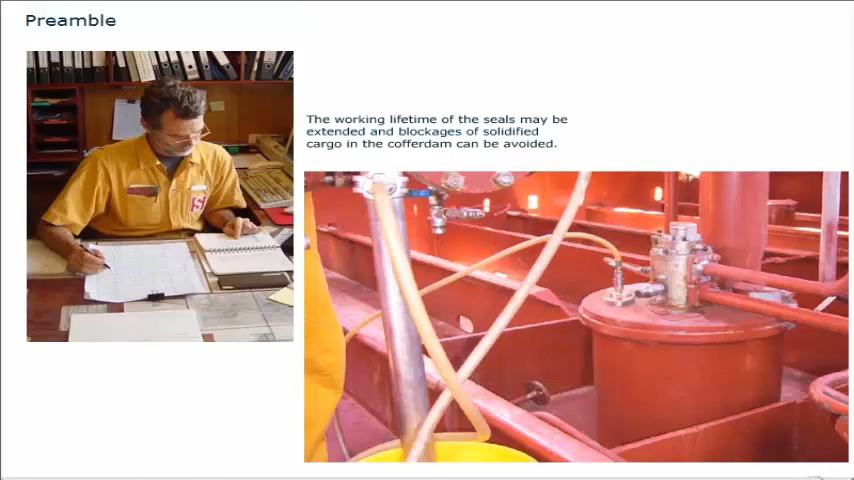 Preamble
The working lifetime of the seals may be
extended and blockages of solidified
cargo in the cofferdam can be avoided.